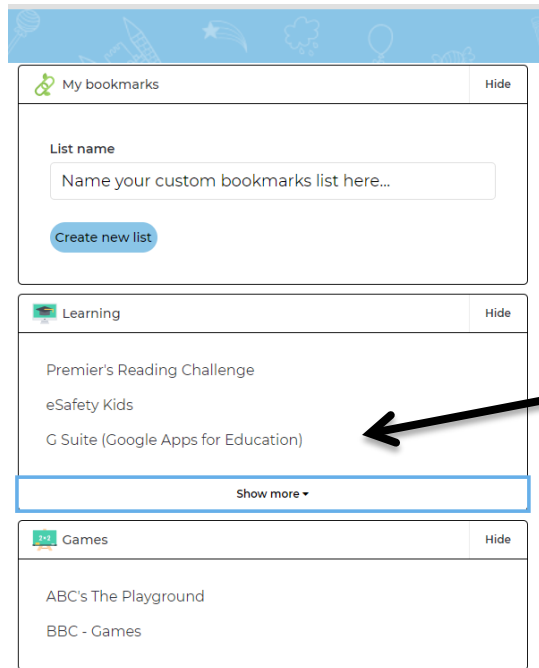 My bookmarks Hide
List name
Name your custom bookmarks list here...
Create new list
Learning Hide
Premier's Reading Challenge
eSafety Kids
G Suite (Google Apps for Education)
Show more
Games Hide
ABC's The Playground
BBC - Games